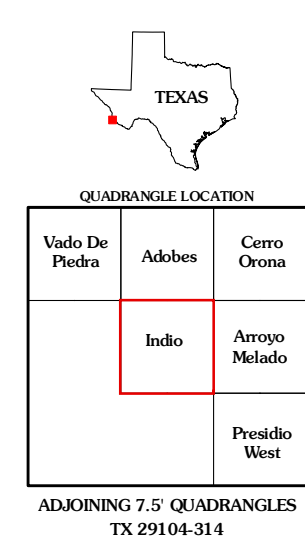 TEXAS
QUADRANGLE LOCATION
Vado De
Piedra
Adobes
Cerro
Orona
Indio
Arroyo
Melado
Presidio
West
ADJOINING 7.5' QUADRANGLES
TX 29104-314